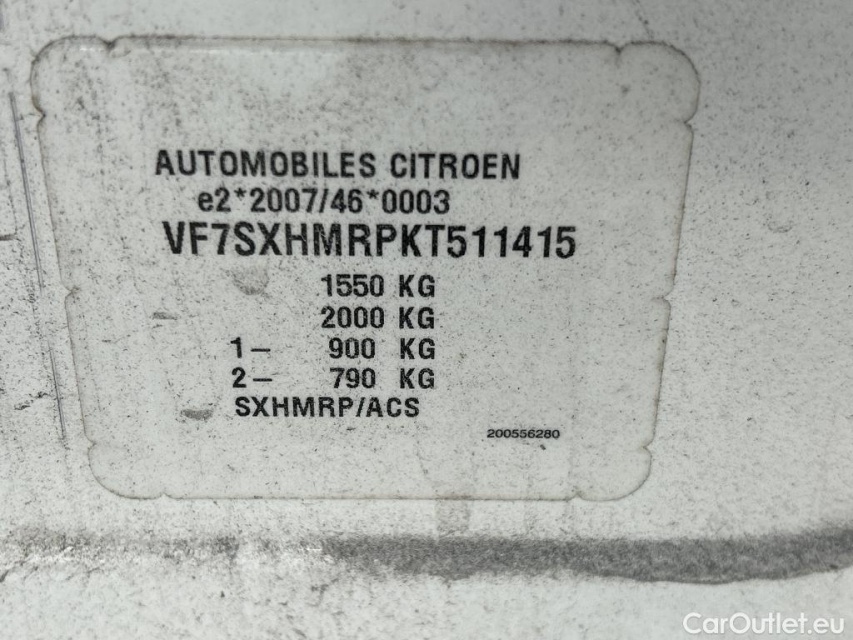 AUTOMOBILES CITROEN
e2*2007/46*0003
VF7SXHMRPKT511415
1550 KG
2000 KG
1- 900 KG
2- 790 KG
SXHMRP/ACS
200556280
CarOutlet.eu